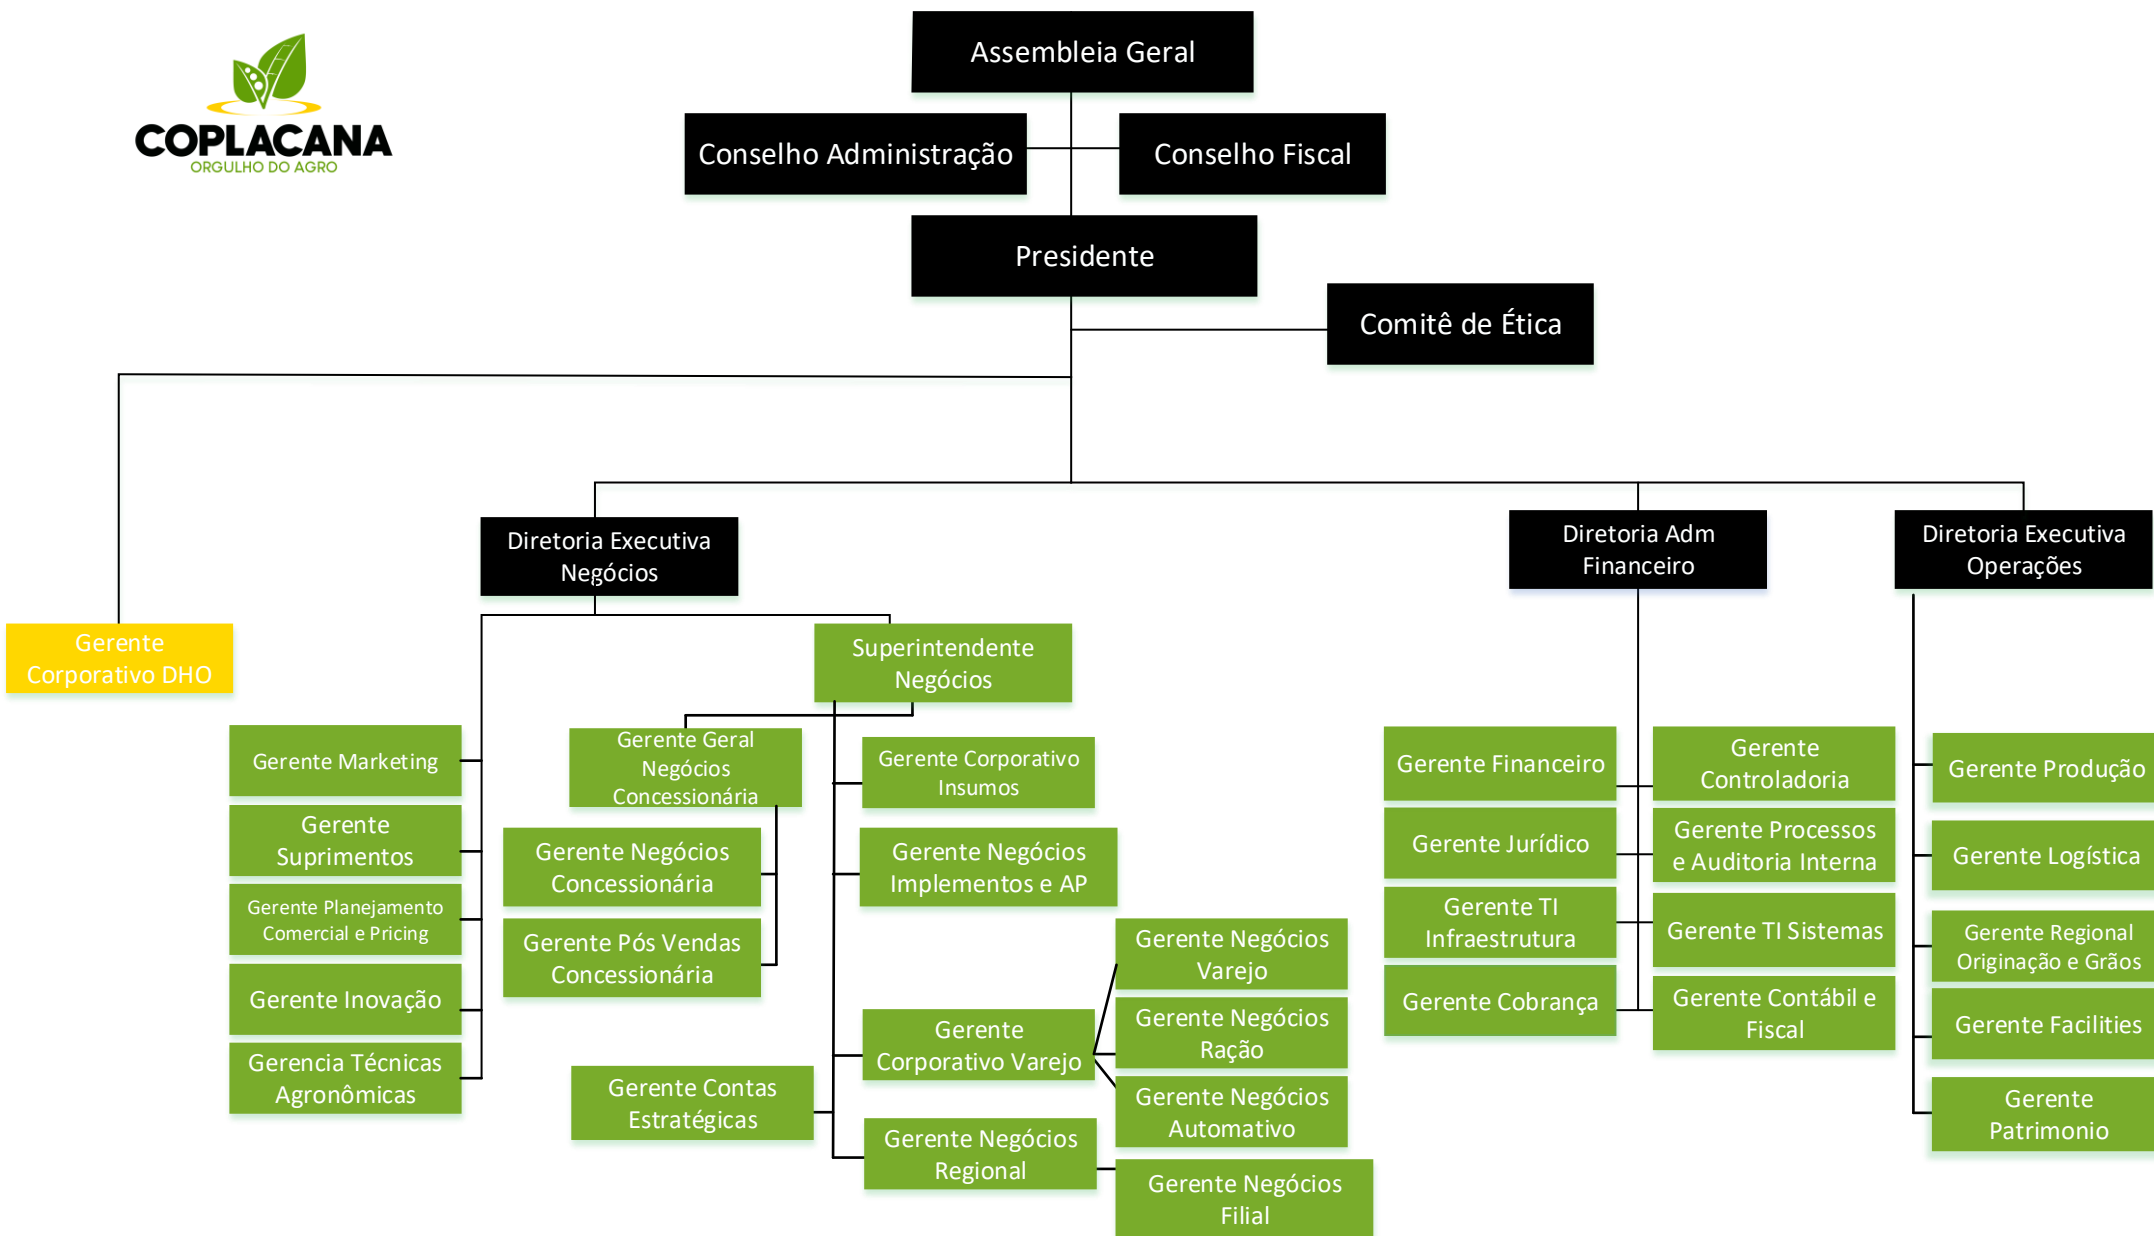 COPLACANA
ORGULHO DO AGRO
Assembleia Geral
Conselho Administração
Conselho Fiscal
Presidente
Comitê de Ética
Diretoria Executiva
Negócios
Diretoria Adm
Financeiro
Diretoria Executiva
Operações
Gerente
Corporativo DHO
Superintendente
Negócios
Gerente Marketing
Gerente
Suprimentos
Gerente Planejamento
Comercial e Pricing
Gerente Inovação
Gerencia Técnicas
Agronômicas
Gerente Geral
Negócios
Concessionária
Gerente Negócios
Concessionária
Gerente Pós Vendas
Concessionária
Gerente Contas
Estratégicas
Gerente Corporativo
Insumos
Gerente Negócios
Implementos e AP
Gerente
Corporativo Varejo
Gerente Negócios
Regional
Gerente Negócios
Varejo
Gerente Negócios
Ração
Gerente Negócios
Automativo
Gerente Negócios
Filial
Gerente Financeiro
Gerente Jurídico
Gerente TI
Infraestrutura
Gerente Cobrança
Gerente
Controladoria
Gerente Processos
e Auditoria Interna
Gerente TI Sistemas
Gerente Contábil e
Fiscal
Gerente Produção
Gerente Logística
Gerente Regional
Originação e Grãos
Gerente Facilities
Gerente
Patrimonio